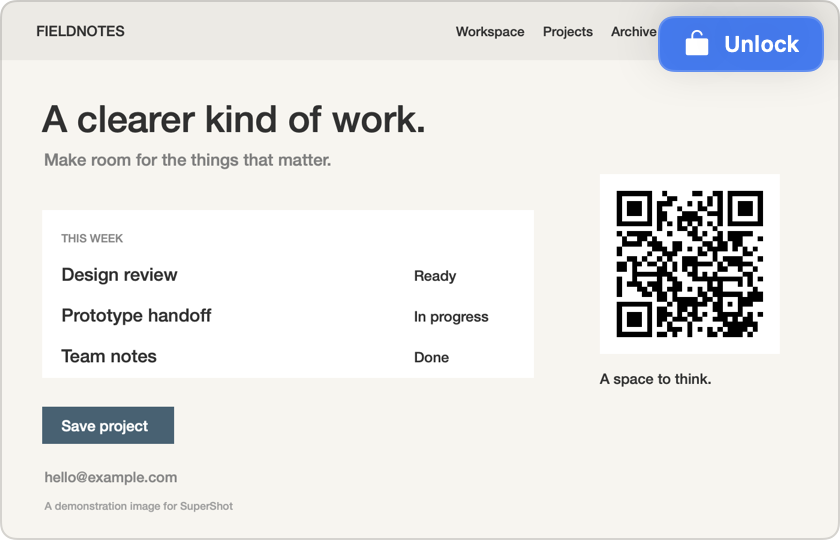 FIELDNOTES
Workspace Projects Archive
Unlock
A clearer kind of work.
Make room for the things that matter.
THIS WEEK
Design review Ready
Prototype handoff In progress
Team notes Done
A space to think.
Save project
hello@example.com
A demonstration image for SuperShot